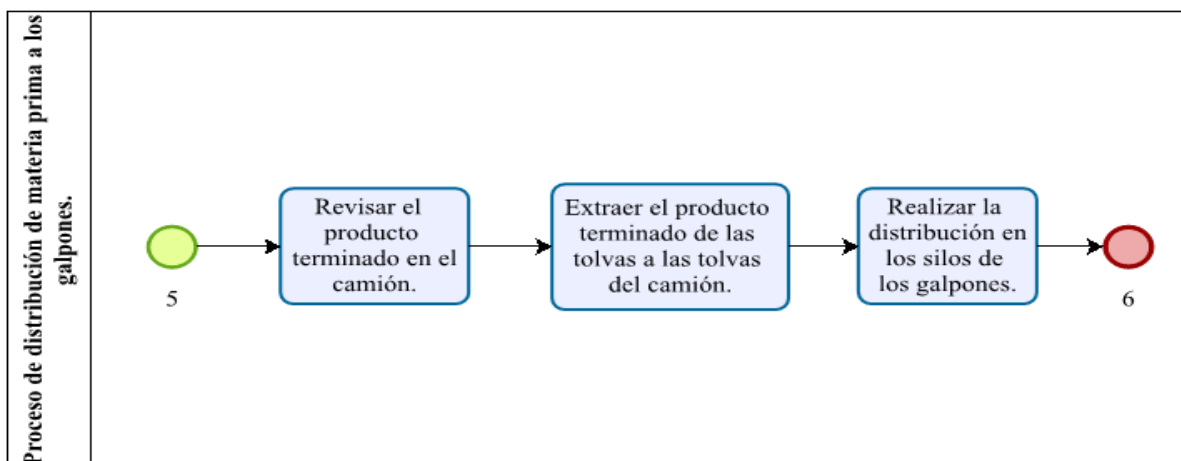 Proceso de distribución de materia prima a los
galpones.
5
Revisar el
producto
terminado en el
camión.
Extraer el producto
terminado de las
tolvas a las tolvas
del camión.
Realizar la
distribución en
los silos de
los galpones.
6